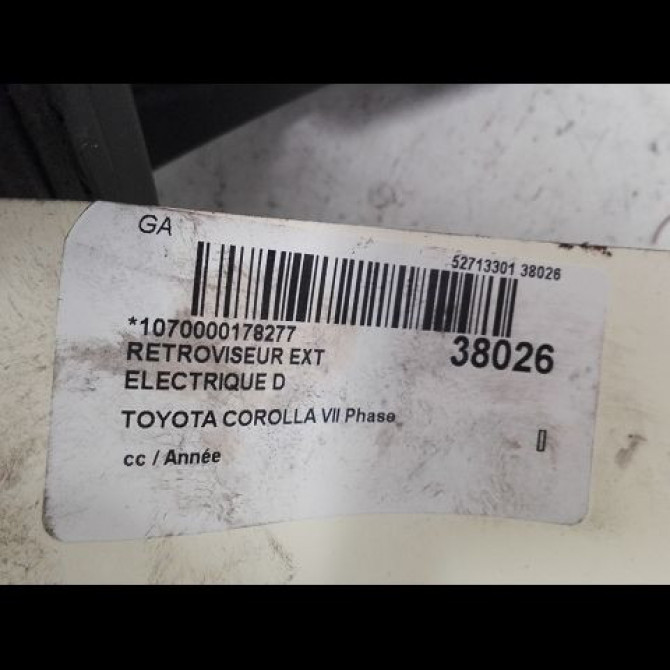 GA
52713301 38026
*1070000178277
38026
RETROVISEUR EXT
ELECTRIQUE D
TOYOTA COROLLA VII Phase
cc / Année